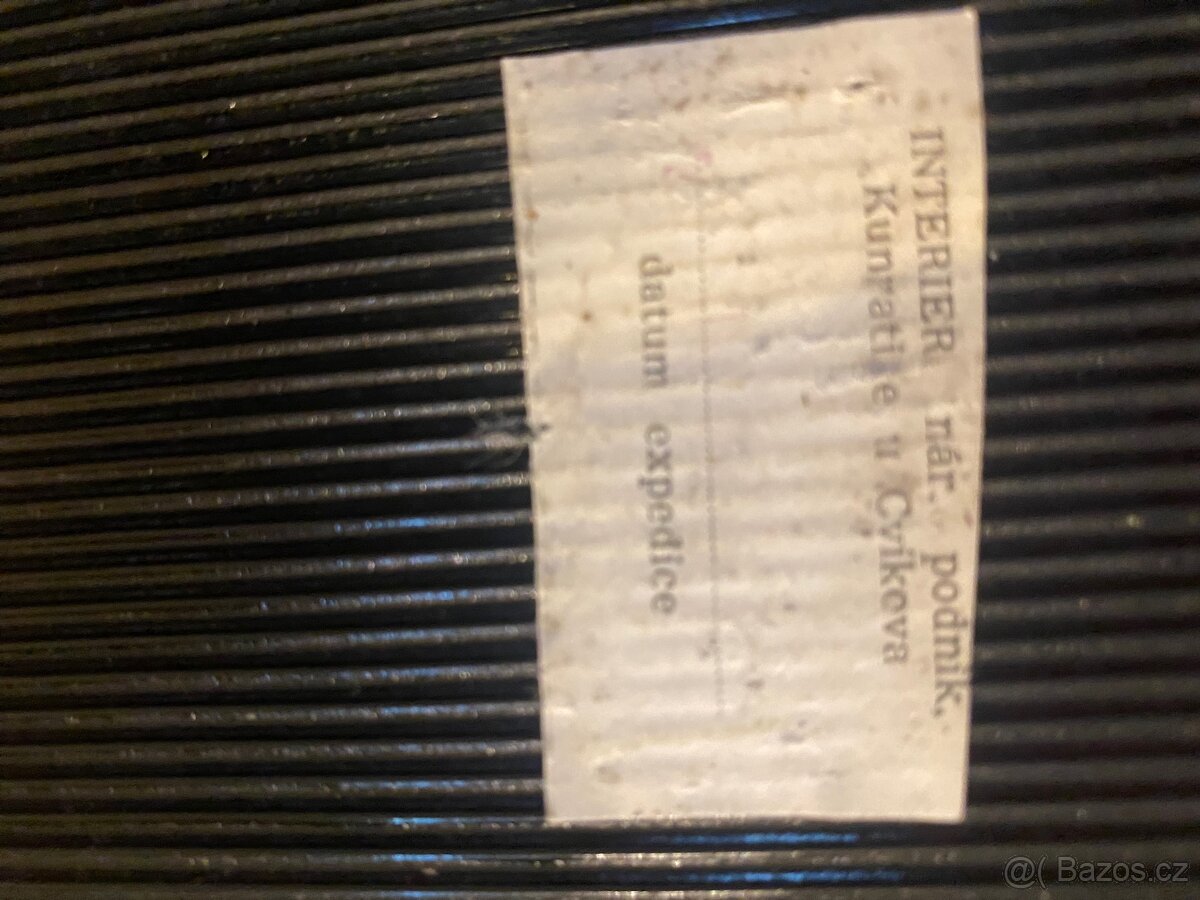 INTERIER nár. podnik,
Kunratice u Cvikova
datum expedice
@( Bazos.cz